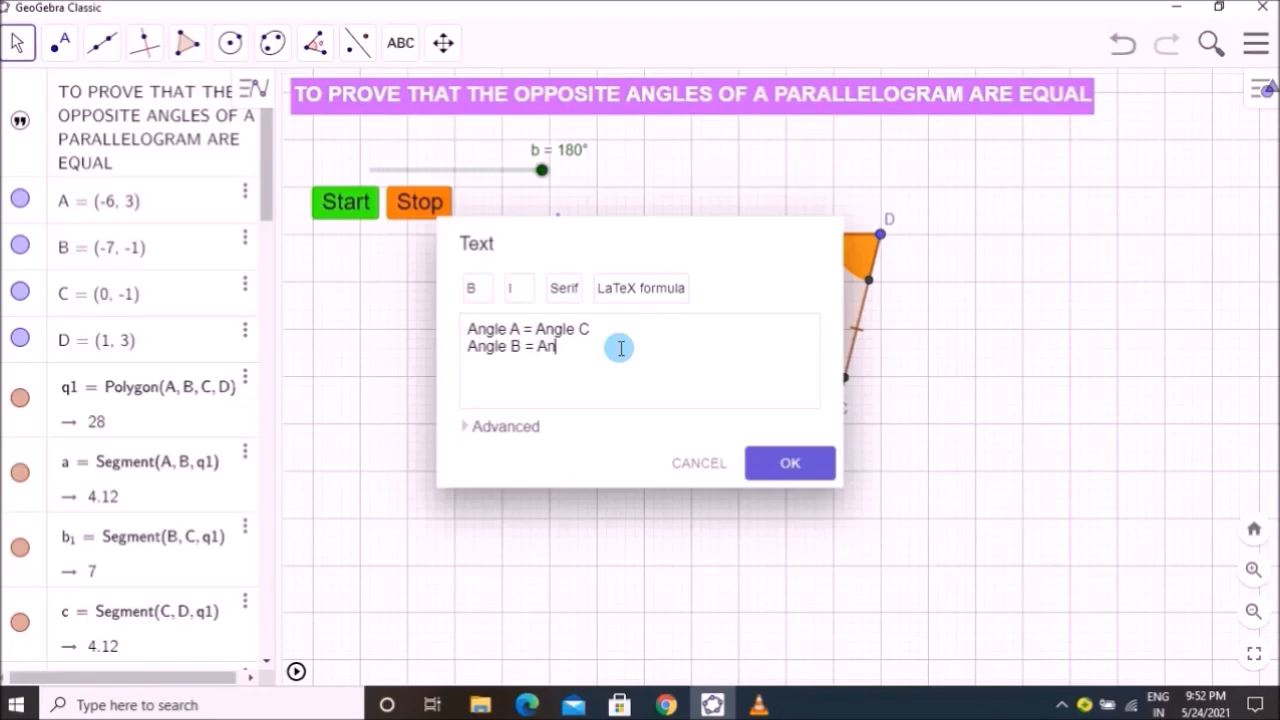 GeoGebra Classic
ABC
TO PROVE THAT THE
OPPOSITE ANGLES OF A
PARALLELOGRAM ARE
EQUAL
A = (-6, 3)
B = (-7, -1)
C = (0, -1)
D = (1, 3)
q1 = Polygon(A, B, C, D)
→ 28
a = Segment(A, B, q1)
→ 4.12
b₁ = Segment(B, C, q1)
→ 7
c = Segment(C, D, q1)
→ 4.12
TO PROVE THAT THE OPPOSITE ANGLES OF A PARALLELOGRAM ARE EQUAL
b = 180°
Start Stop
D
C
Text
B I Serif LaTeX formula
Angle A = Angle C
Angle B = An
Advanced
CANCEL OK
Type here to search
ENG
IN
9:52 PM
5/24/2021